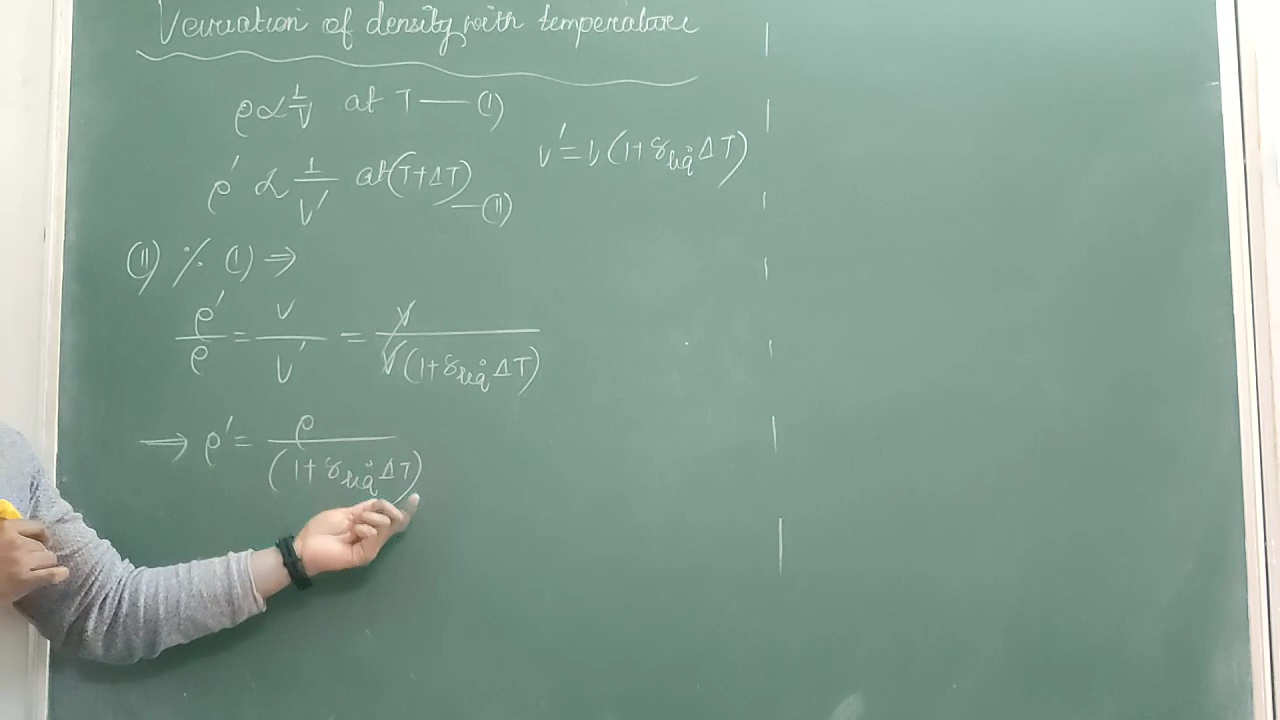 Variation of density with temperature
ρ ∝ 1/V at T — (I)
ρ' ∝ 1/V' at (T+ΔT) — (II)
V' = V(1+γliq ΔT)
(II) % (I) ⇒
ρ'/ρ = V/V' = V/V(1+γliq ΔT)
⇒ ρ' = ρ/(1+γliq ΔT)